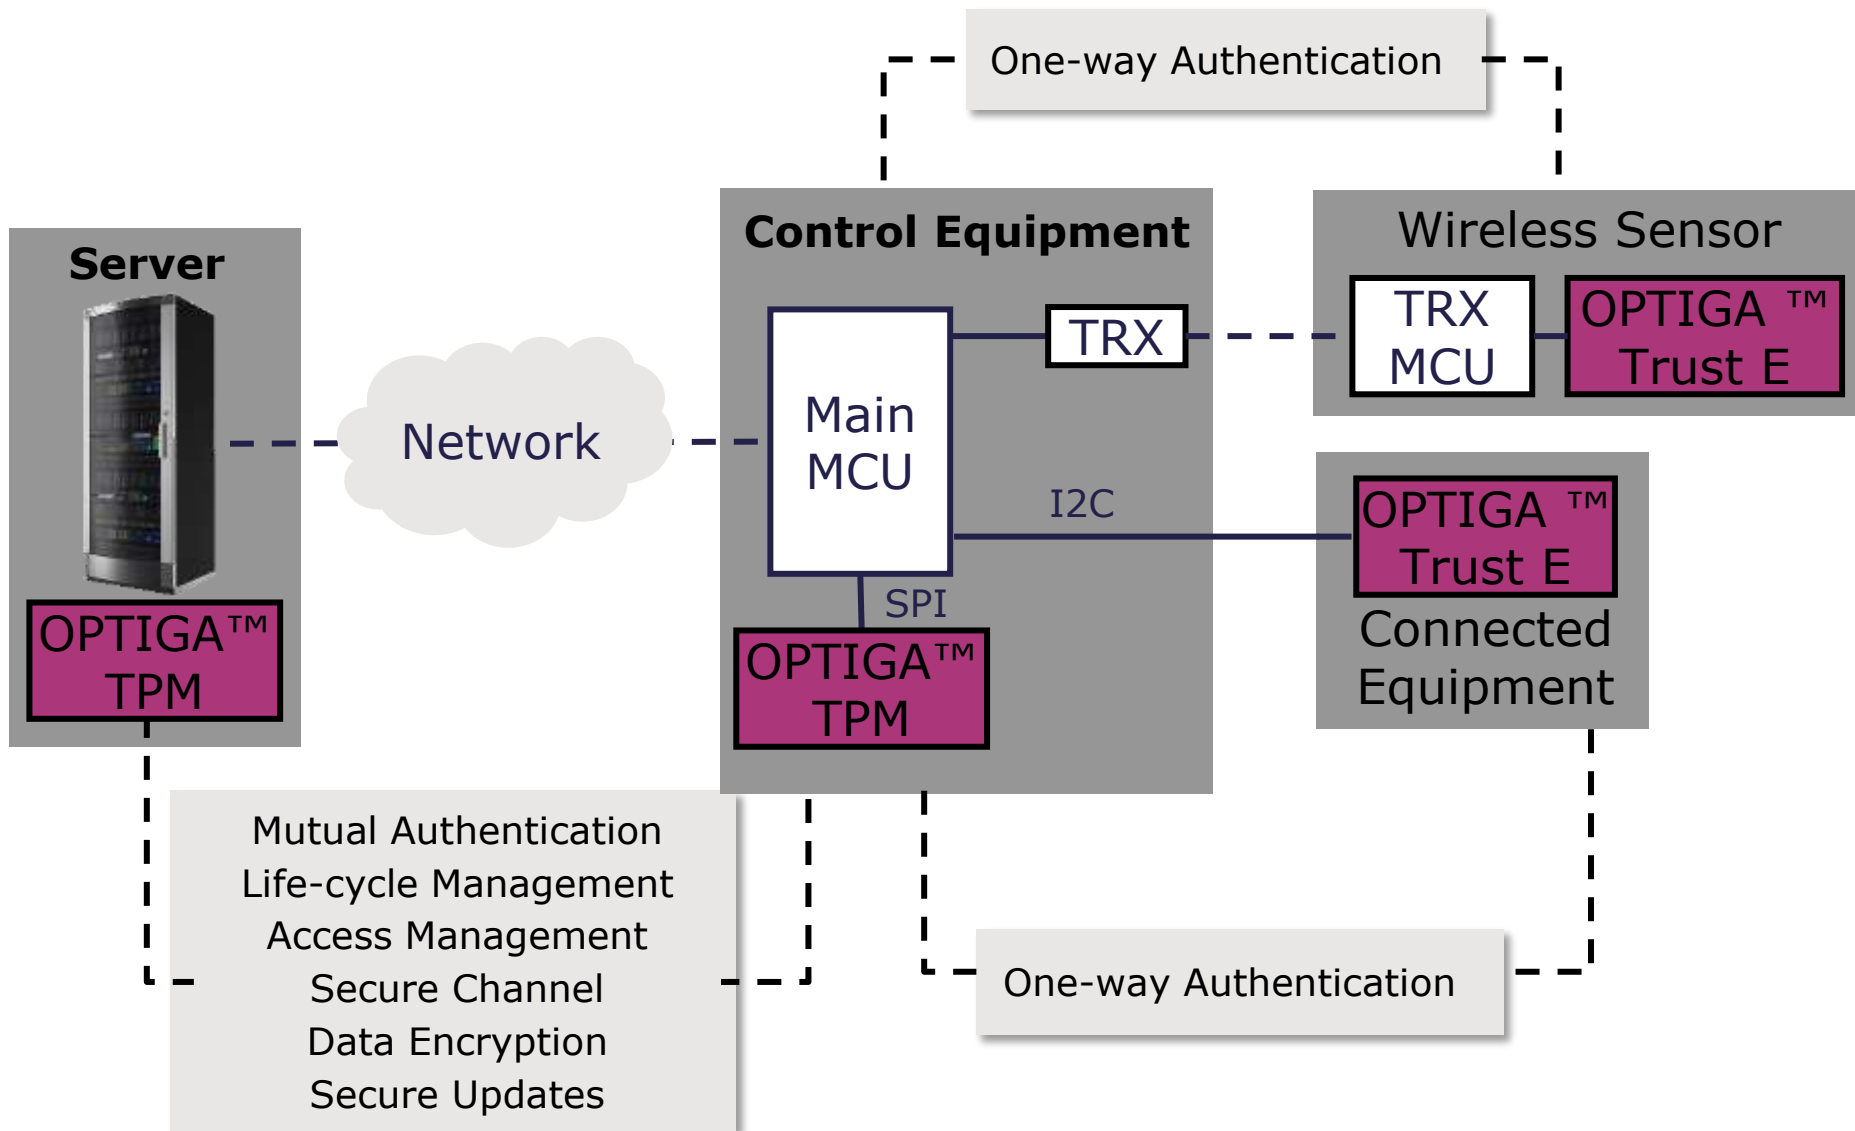 One-way Authentication
Server
OPTIGA™
TPM
Network
Control Equipment
Main
MCU
TRX
I2C
SPI
OPTIGA™
TPM
Wireless Sensor
TRX
MCU
OPTIGA ™
Trust E
OPTIGA ™
Trust E
Connected
Equipment
Mutual Authentication
Life-cycle Management
Access Management
Secure Channel
Data Encryption
Secure Updates
One-way Authentication